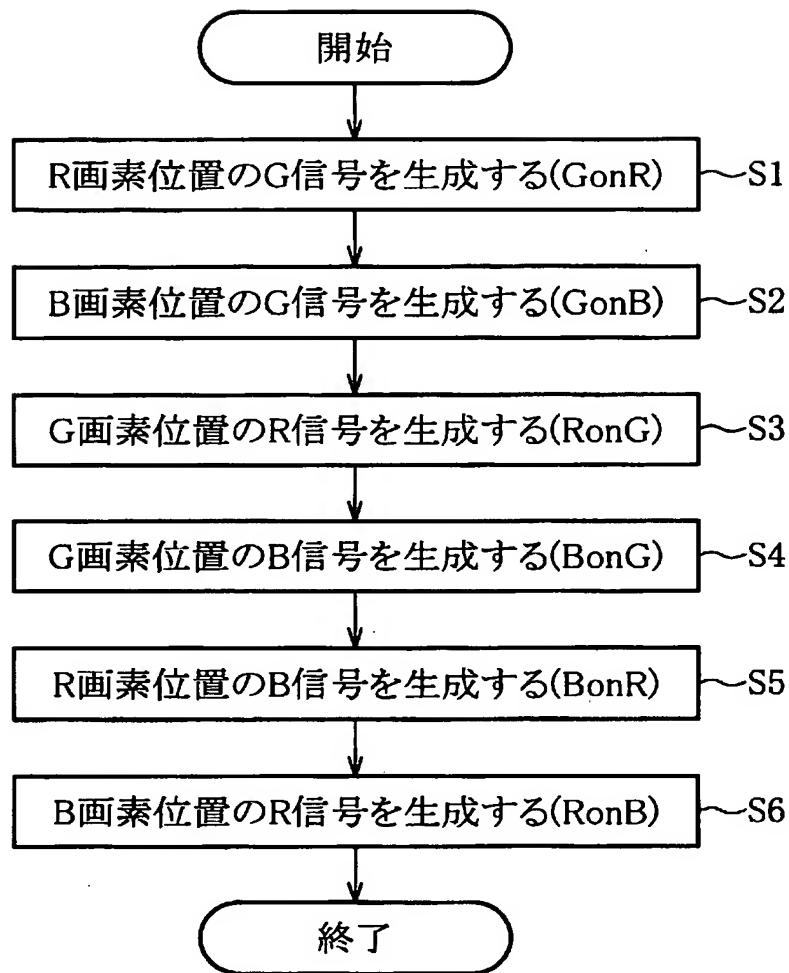 開始
R画素位置のG信号を生成する(GonR) ~S1
B画素位置のG信号を生成する(GonB) ~S2
G画素位置のR信号を生成する(RonG) ~S3
G画素位置のB信号を生成する(BonG) ~S4
R画素位置のB信号を生成する(BonR) ~S5
B画素位置のR信号を生成する(RonB) ~S6
終了